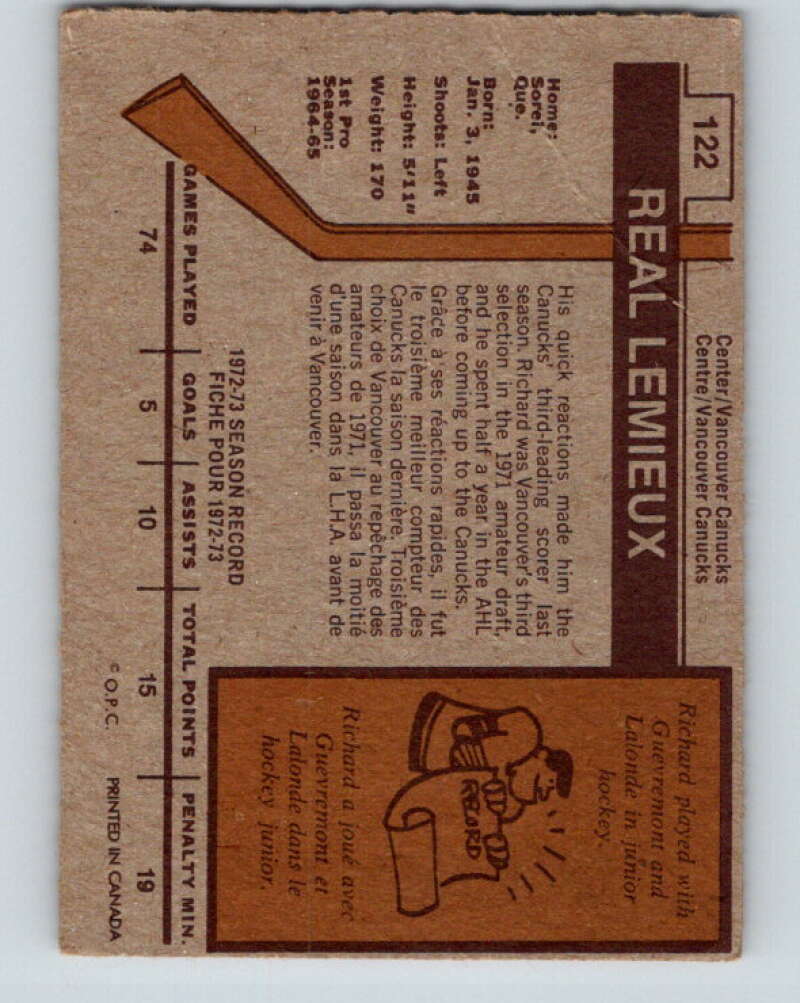 122
Center/Vancouver Canucks
Centre/Vancouver Canucks
REAL LEMIEUX
Home:
Sorel,
Que.
Born:
Jan. 3, 1945
Shoots: Left
Height: 5'11"
Weight: 170
1st Pro
Season:
1964-65
His quick reactions made him the
Canucks' third-leading scorer last
season. Richard was Vancouver's third
selection in the 1971 amateur draft,
and he spent half a year in the AHL
before coming up to the Canucks.
Grâce à ses réactions rapides, il fut
le troisième meilleur compteur des
Canucks la saison dernière. Troisième
choix de Vancouver au repêchage des
amateurs de 1971, il passa la moitié
d'une saison dans la L.H.A. avant de
venir à Vancouver.
Richard played with
Guevremont and
Lalonde in junior
hockey.
RECORD
Richard a joué avec
Guevremont et
Lalonde dans le
hockey junior.
1972-73 SEASON RECORD
FICHE POUR 1972-73
GAMES PLAYED GOALS ASSISTS TOTAL POINTS PENALTY MIN.
74 5 10 15 19
© O.P.C. PRINTED IN CANADA